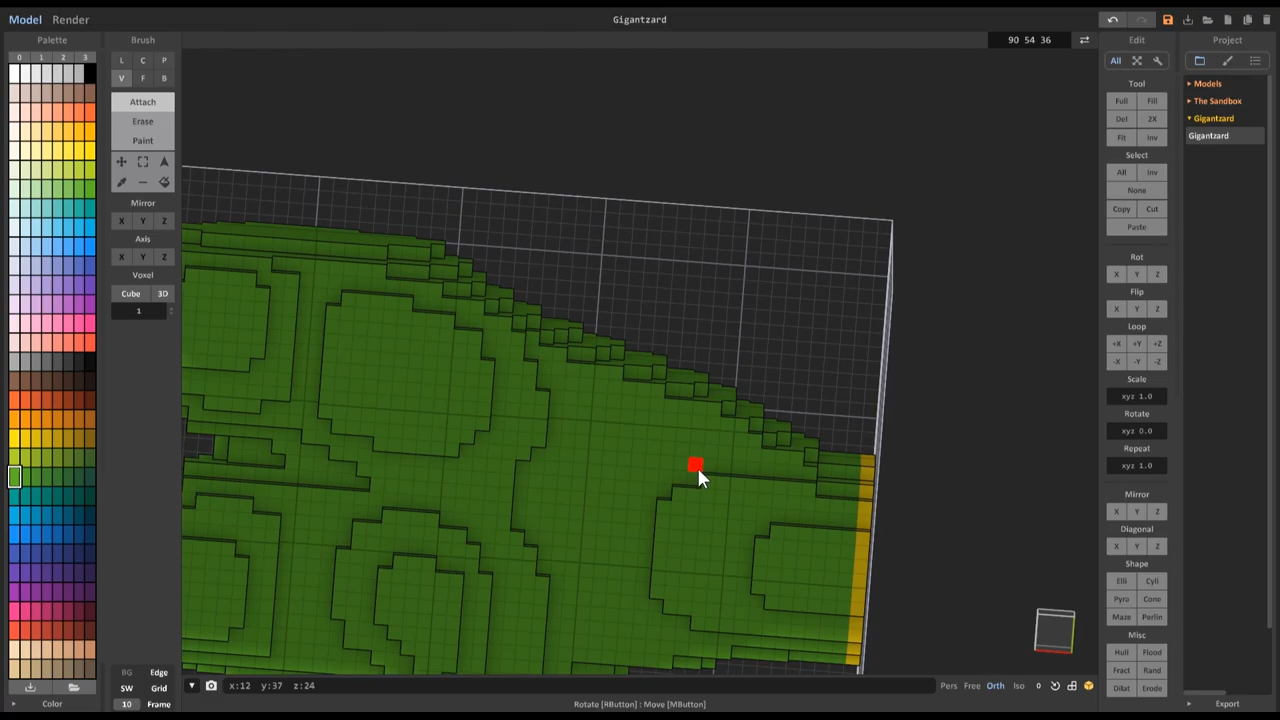 Model Render Gigantzard
Palette Brush 90 54 36 Edit Project
0 1 2 3
L C P
V F B
All
Attach
Erase
Paint
Mirror
X Y Z
Axis
X Y Z
Voxel
Cube 3D
1
BG Edge
SW Grid
10 Frame
Color
x:12 y:37 z:24
Pers Free Orth Iso 0
Rotate [RButton] : Move [MButton]
Tool
Full Fill
Del 2X
Fit Inv
Select
All Inv
None
Copy Cut
Paste
Rot
X Y Z
Flip
X Y Z
Loop
+X +Y +Z
-X -Y -Z
Scale
xyz 1.0
Rotate
xyz 0.0
Repeat
xyz 1.0
Mirror
X Y Z
Diagonal
X Y Z
Shape
Elli Cyli
Pyra Cone
Maze Perlin
Misc
Hull Flood
Fract Rand
Dilat Erode
Models
The Sandbox
Gigantzard
Gigantzard
Export